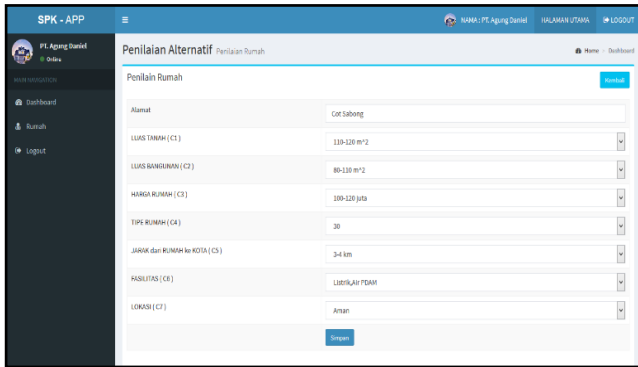 SPK - APP
NAMA : PT. Agung Daniel HALAMAN UTAMA LOGOUT
PT. Agung Daniel
Online
MAIN NAVIGATION
Dashboard
Rumah
Logout
Penilaian Alternatif Penilaian Rumah
Home > Dashboard
Penilain Rumah
Kembali
Alamat Cot Sabong
LUAS TANAH ( C1 ) 110-120 m^2
LUAS BANGUNAN ( C2 ) 80-110 m^2
HARGA RUMAH ( C3 ) 100-120 juta
TIPE RUMAH ( C4 ) 30
JARAK dari RUMAH ke KOTA ( C5 ) 3-4 km
FASILITAS ( C6 ) Listrik,Air PDAM
LOKASI ( C7 ) Aman
Simpan